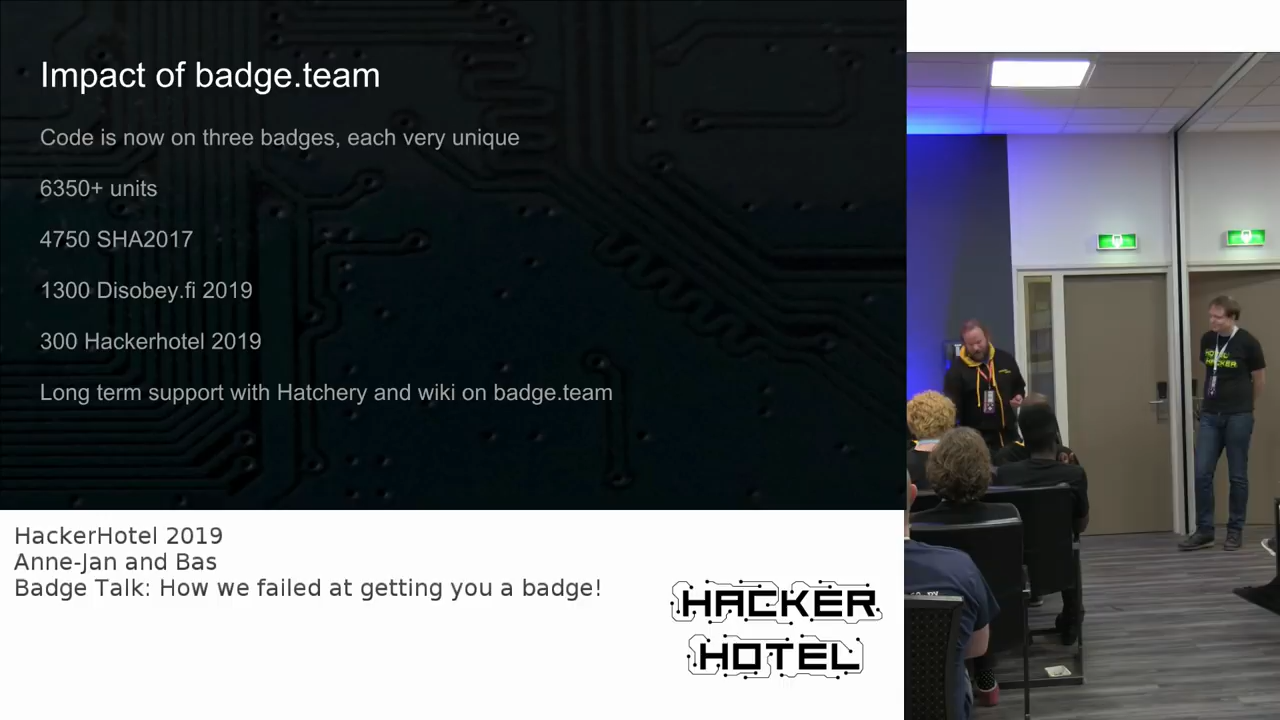 Impact of badge.team
Code is now on three badges, each very unique
6350+ units
4750 SHA2017
1300 Disobey.fi 2019
300 Hackerhotel 2019
Long term support with Hatchery and wiki on badge.team
HOTEL
HACKER
HackerHotel 2019
Anne-Jan and Bas
Badge Talk: How we failed at getting you a badge!
HACKER
HOTEL